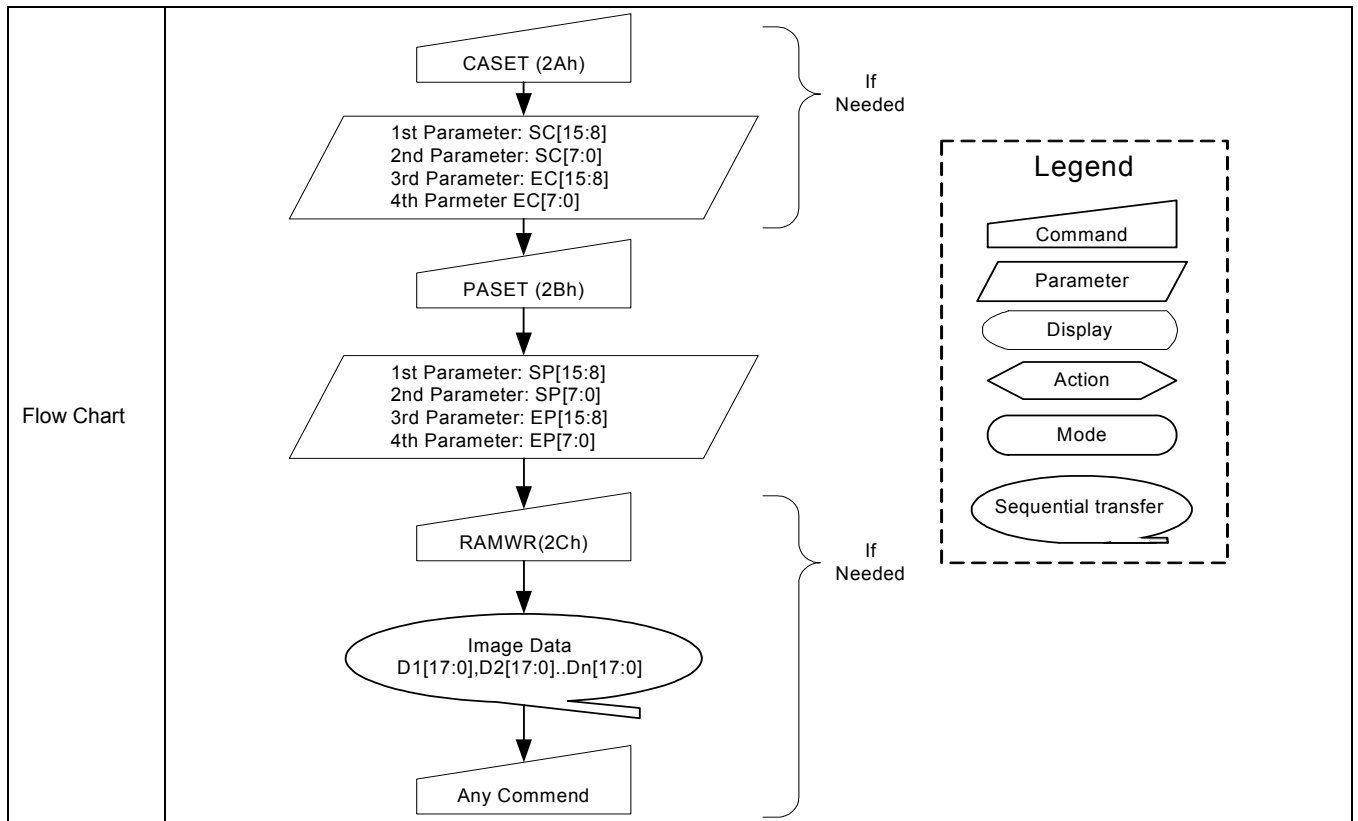 Flow Chart
CASET (2Ah)
1st Parameter: SC[15:8]
2nd Parameter: SC[7:0]
3rd Parameter: EC[15:8]
4th Parmeter EC[7:0]
If
Needed
PASET (2Bh)
1st Parameter: SP[15:8]
2nd Parameter: SP[7:0]
3rd Parameter: EP[15:8]
4th Parameter: EP[7:0]
RAMWR(2Ch)
Image Data
D1[17:0],D2[17:0]..Dn[17:0]
Any Commend
If
Needed
Legend
Command
Parameter
Display
Action
Mode
Sequential transfer